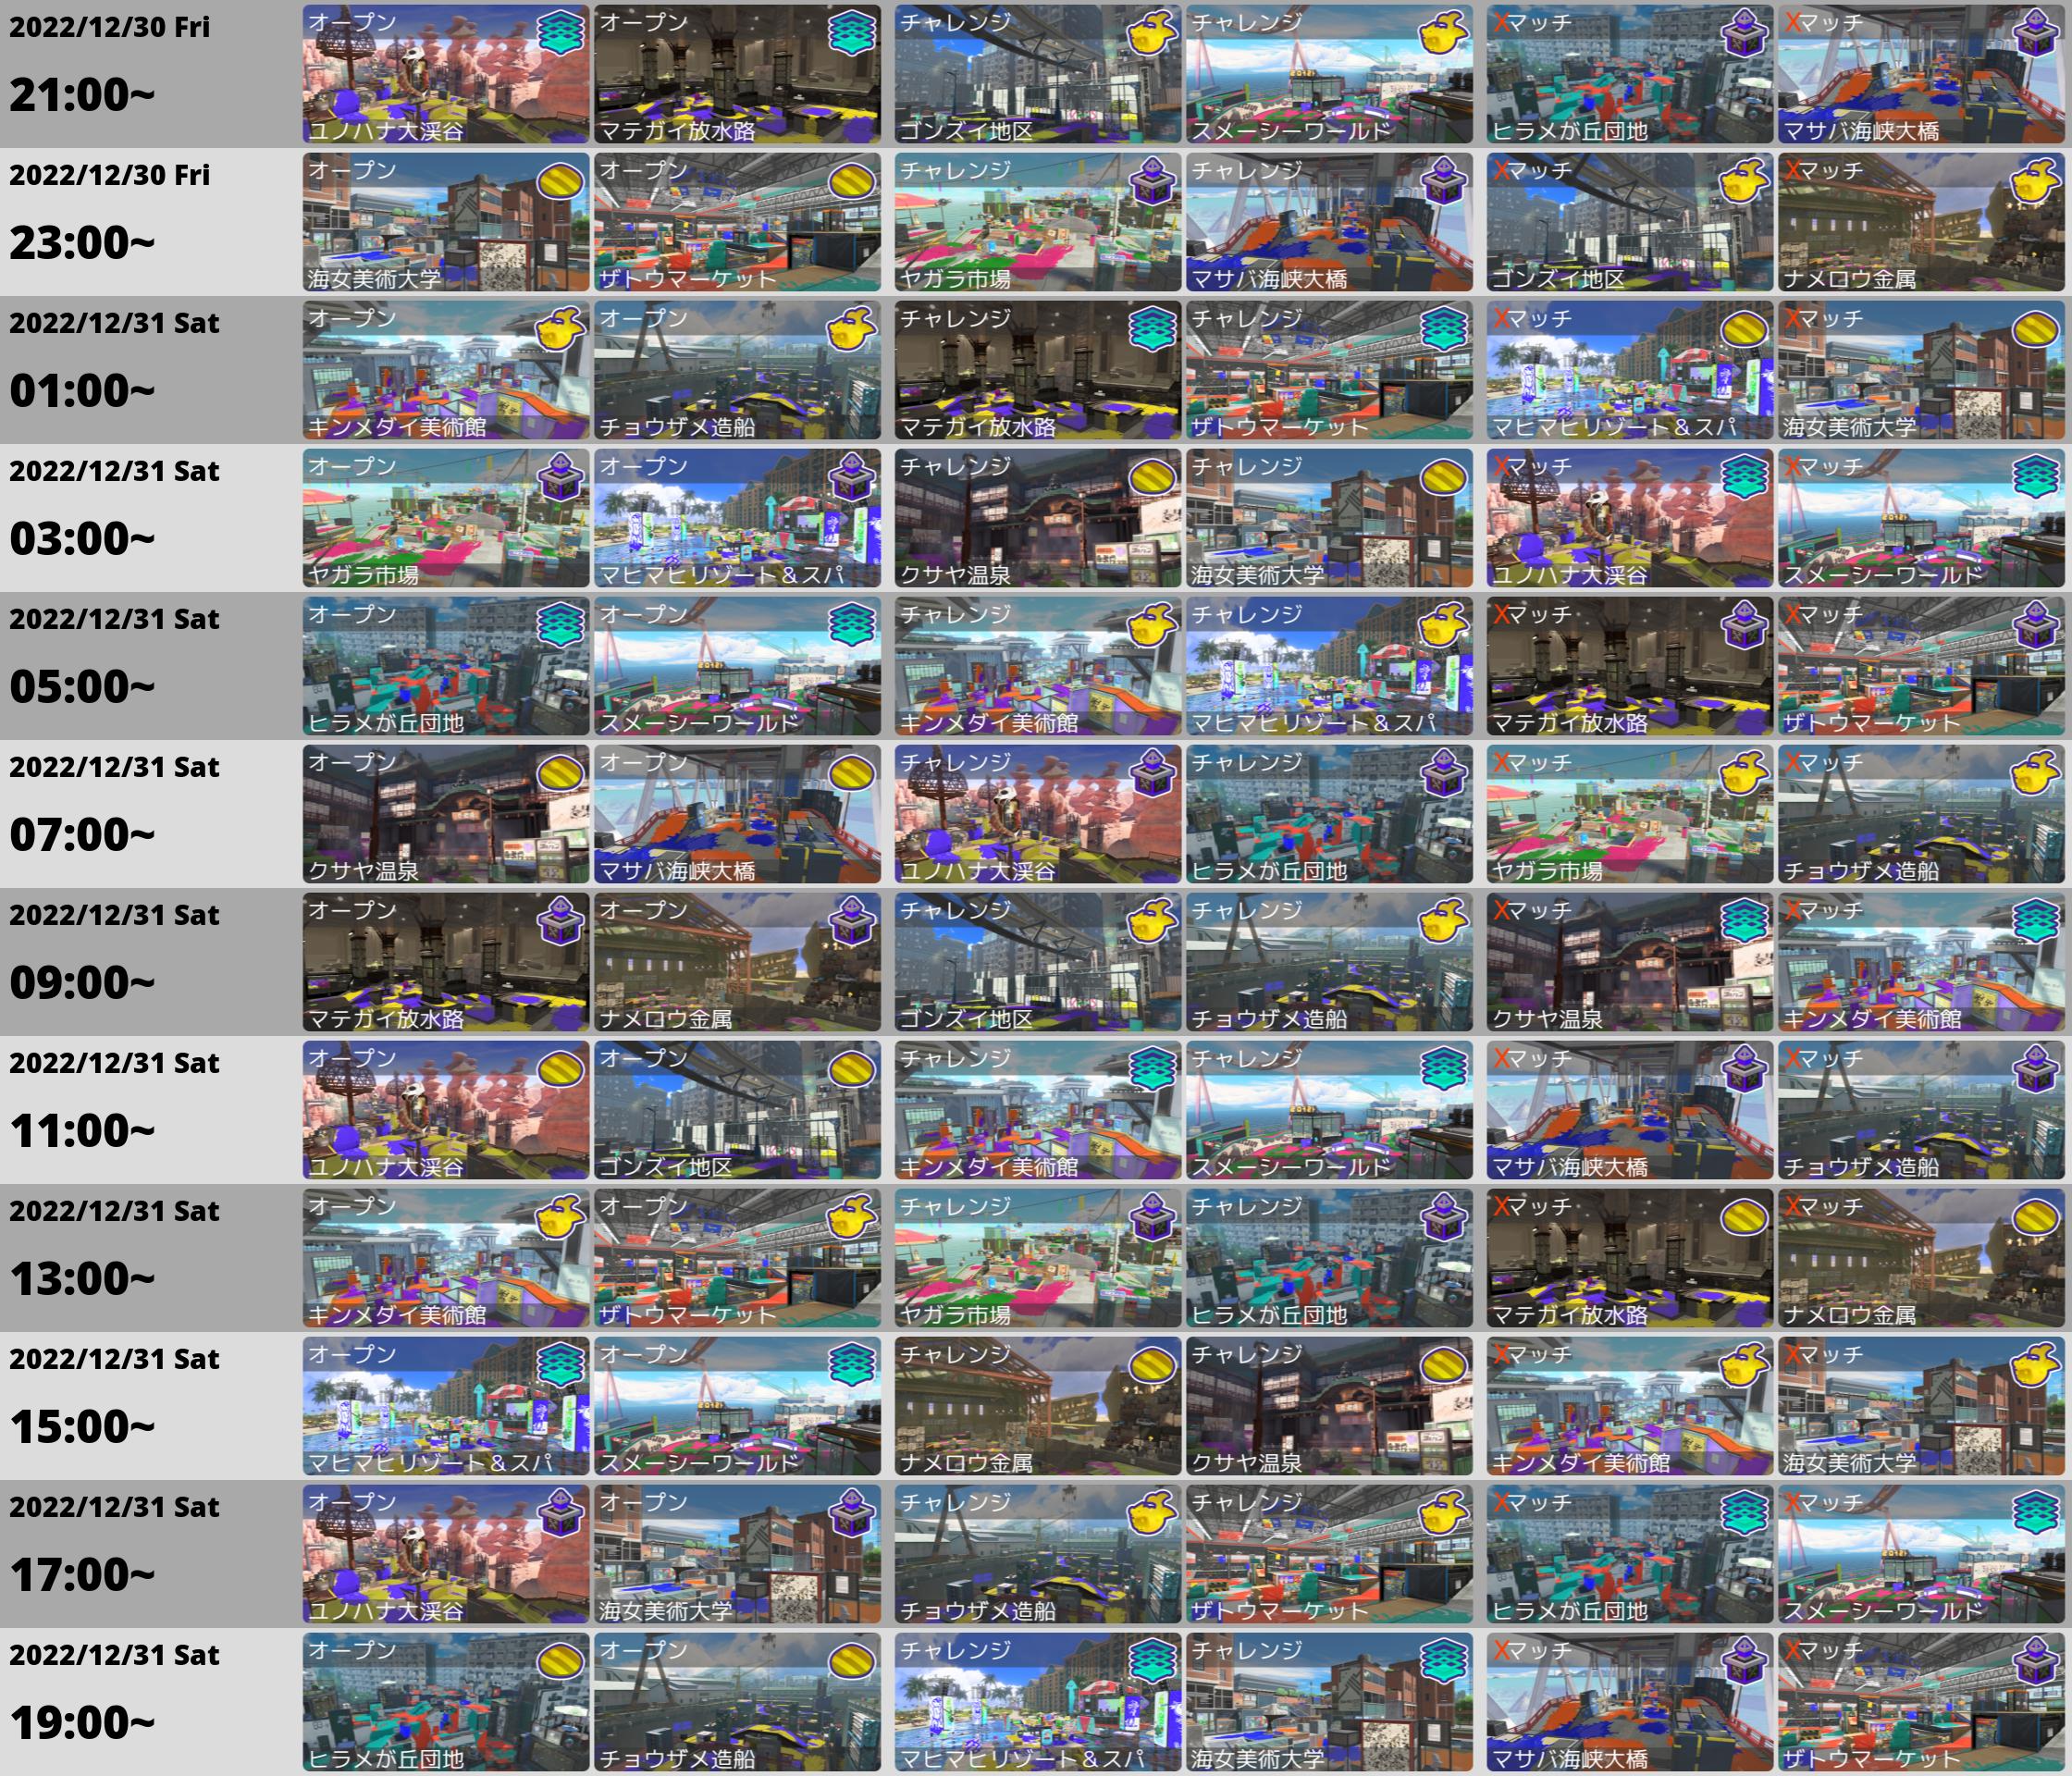 2022/12/30 Fri
21:00~
オープン オープン チャレンジ チャレンジ Xマッチ Xマッチ
ユノハナ大渓谷 マテガイ放水路 ゴンズイ地区 スメーシーワールド ヒラメが丘団地 マサバ海峡大橋
2022/12/30 Fri
23:00~
オープン オープン チャレンジ チャレンジ Xマッチ Xマッチ
海女美術大学 ザトウマーケット ヤガラ市場 マサバ海峡大橋 ゴンズイ地区 ナメロウ金属
2022/12/31 Sat
01:00~
オープン オープン チャレンジ チャレンジ Xマッチ Xマッチ
キンメダイ美術館 チョウザメ造船 マテガイ放水路 ザトウマーケット マヒマヒリゾート&スパ 海女美術大学
2022/12/31 Sat
03:00~
オープン オープン チャレンジ チャレンジ Xマッチ Xマッチ
ヤガラ市場 マヒマヒリゾート&スパ クサヤ温泉 海女美術大学 ユノハナ大渓谷 スメーシーワールド
2022/12/31 Sat
05:00~
オープン オープン チャレンジ チャレンジ Xマッチ Xマッチ
ヒラメが丘団地 スメーシーワールド キンメダイ美術館 マヒマヒリゾート&スパ マテガイ放水路 ザトウマーケット
2022/12/31 Sat
07:00~
オープン オープン チャレンジ チャレンジ Xマッチ Xマッチ
クサヤ温泉 マサバ海峡大橋 ユノハナ大渓谷 ヒラメが丘団地 ヤガラ市場 チョウザメ造船
2022/12/31 Sat
09:00~
オープン オープン チャレンジ チャレンジ Xマッチ Xマッチ
マテガイ放水路 ナメロウ金属 ゴンズイ地区 チョウザメ造船 クサヤ温泉 キンメダイ美術館
2022/12/31 Sat
11:00~
オープン オープン チャレンジ チャレンジ Xマッチ Xマッチ
ユノハナ大渓谷 ゴンズイ地区 キンメダイ美術館 スメーシーワールド マサバ海峡大橋 チョウザメ造船
2022/12/31 Sat
13:00~
オープン オープン チャレンジ チャレンジ Xマッチ Xマッチ
キンメダイ美術館 ザトウマーケット ヤガラ市場 ヒラメが丘団地 マテガイ放水路 ナメロウ金属
2022/12/31 Sat
15:00~
オープン オープン チャレンジ チャレンジ Xマッチ Xマッチ
マヒマヒリゾート&スパ スメーシーワールド ナメロウ金属 クサヤ温泉 キンメダイ美術館 海女美術大学
2022/12/31 Sat
17:00~
オープン オープン チャレンジ チャレンジ Xマッチ Xマッチ
ユノハナ大渓谷 海女美術大学 チョウザメ造船 ザトウマーケット ヒラメが丘団地 スメーシーワールド
2022/12/31 Sat
19:00~
オープン オープン チャレンジ チャレンジ Xマッチ Xマッチ
ヒラメが丘団地 チョウザメ造船 マヒマヒリゾート&スパ 海女美術大学 マサバ海峡大橋 ザトウマーケット